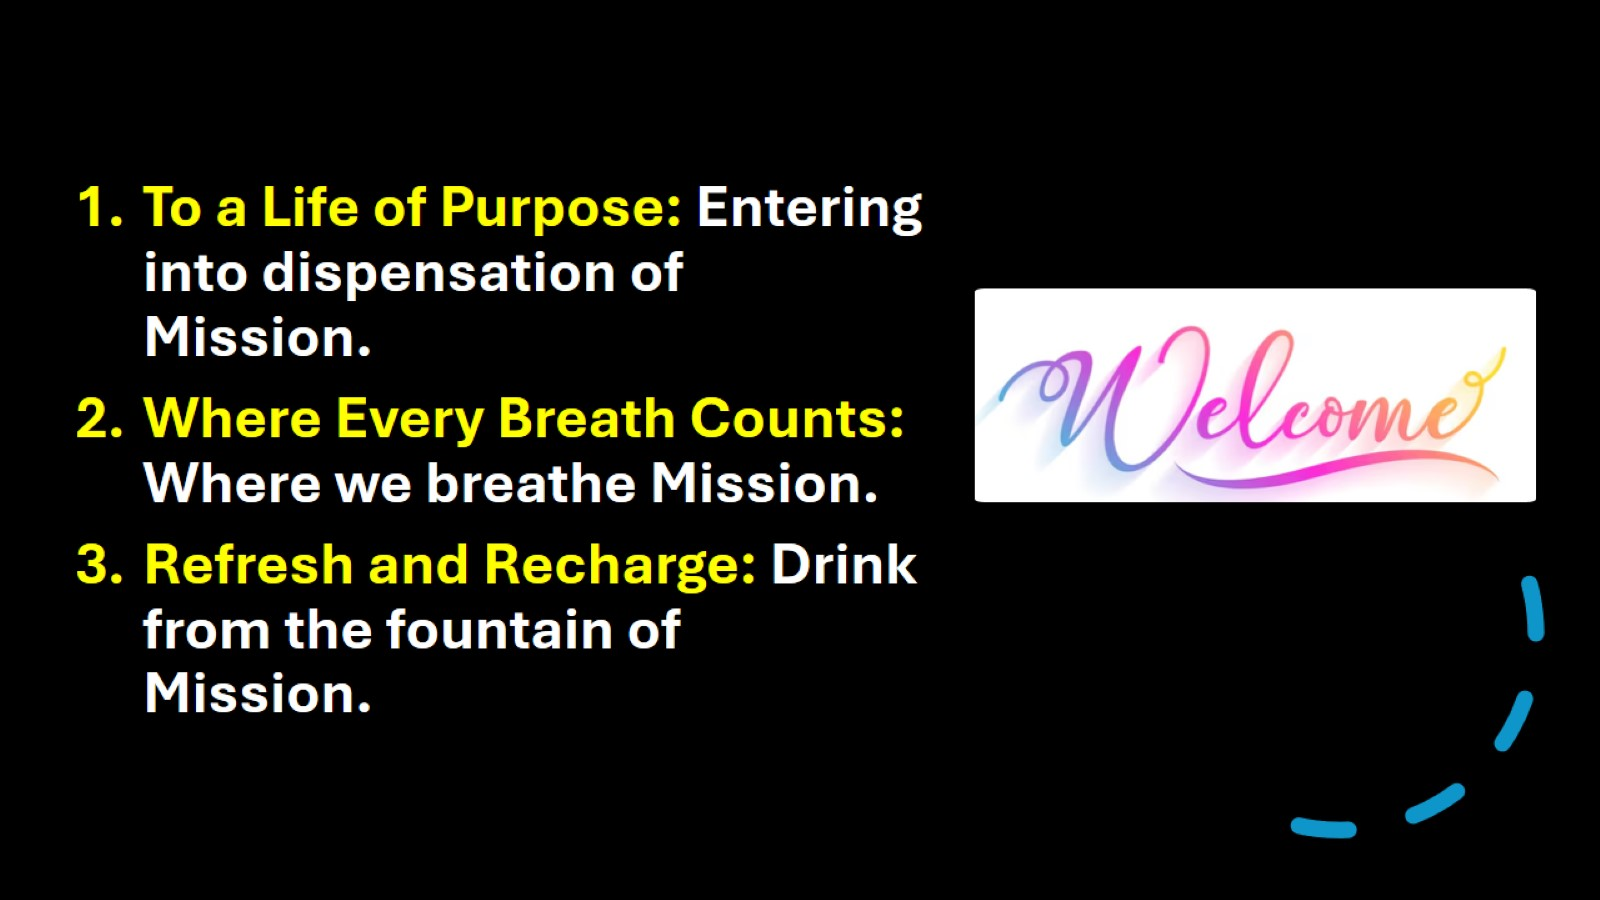 1. To a Life of Purpose: Entering
into dispensation of
Mission.
2. Where Every Breath Counts:
Where we breathe Mission.
3. Refresh and Recharge: Drink
from the fountain of
Mission.
Welcome